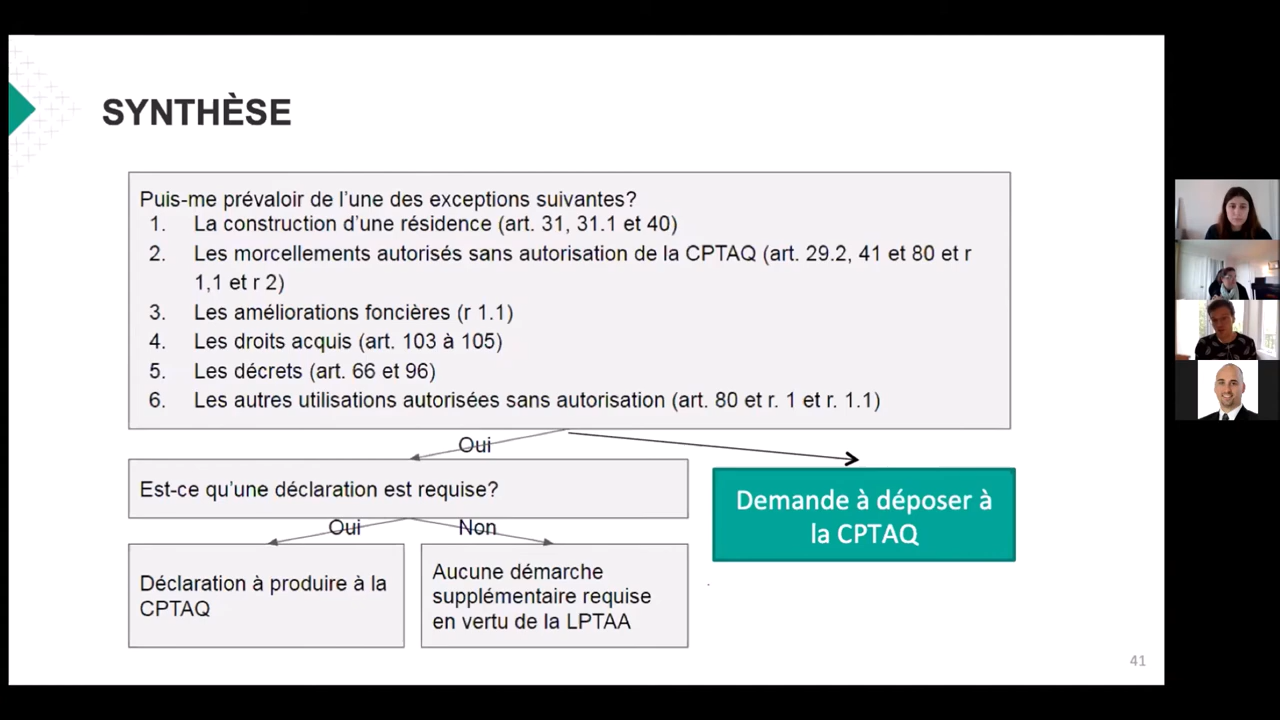 SYNTHÈSE
Puis-me prévaloir de l'une des exceptions suivantes?
1. La construction d'une résidence (art. 31, 31.1 et 40)
2. Les morcellements autorisés sans autorisation de la CPTAQ (art. 29.2, 41 et 80 et r
1,1 et r 2)
3. Les améliorations foncières (r 1.1)
4. Les droits acquis (art. 103 à 105)
5. Les décrets (art. 66 et 96)
6. Les autres utilisations autorisées sans autorisation (art. 80 et r. 1 et r. 1.1)
Oui
Est-ce qu'une déclaration est requise?
Demande à déposer à
la CPTAQ
Oui
Non
Déclaration à produire à la
CPTAQ
Aucune démarche
supplémentaire requise
en vertu de la LPTAA
41